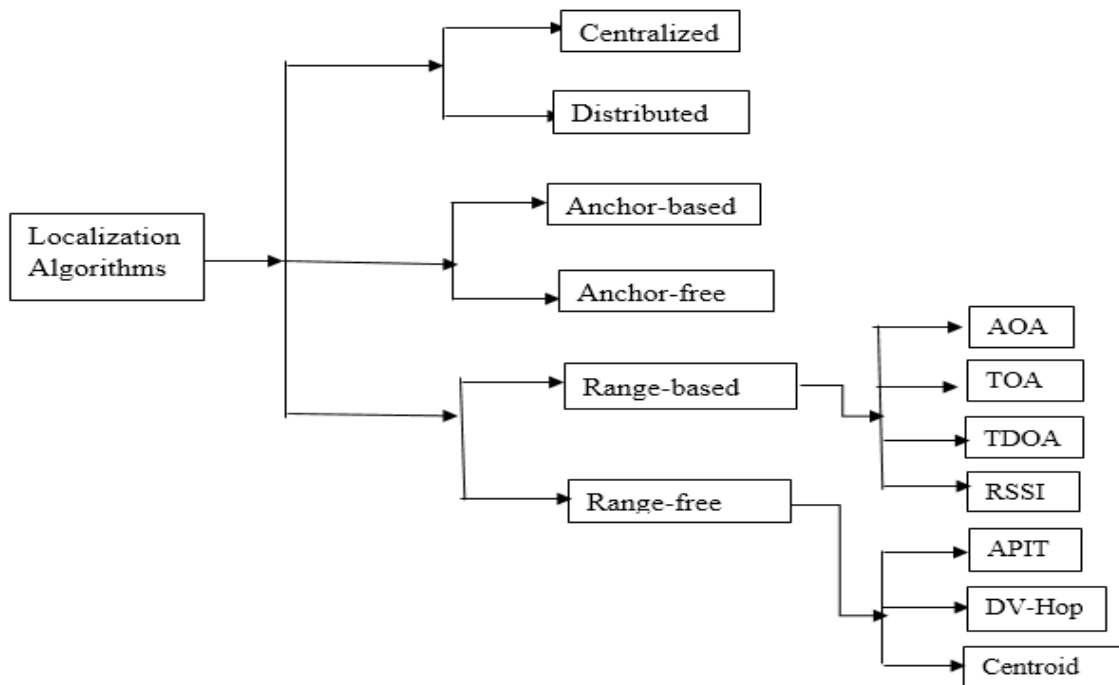 Centralized
Distributed
Localization
Algorithms
Anchor-based
Anchor-free
Range-based
Range-free
AOA
TOA
TDOA
RSSI
APIT
DV-Hop
Centroid